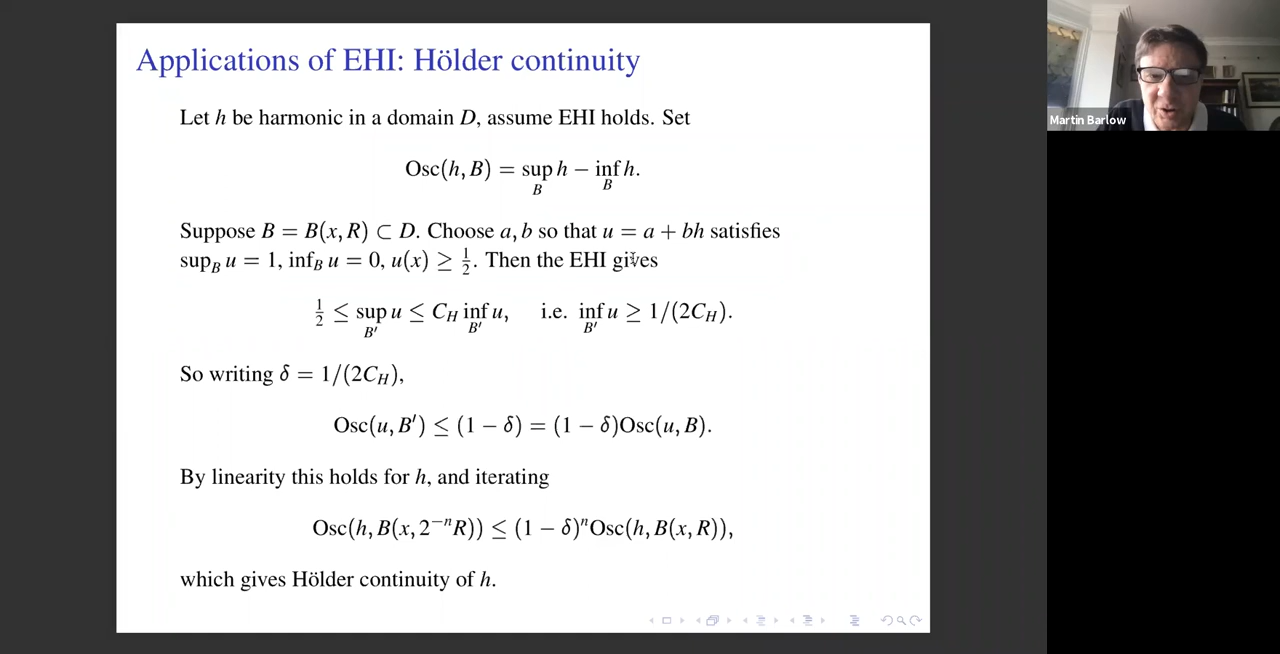 Applications of EHI: Hölder continuity
Let h be harmonic in a domain D, assume EHI holds. Set
Osc(h, B) = sup_B h − inf_B h.
Suppose B = B(x, R) ⊂ D. Choose a, b so that u = a + bh satisfies
sup_B u = 1, inf_B u = 0, u(x) ≥ 1/2. Then the EHI gives
1/2 ≤ sup_{B′} u ≤ C_H inf_{B′} u, i.e. inf_{B′} u ≥ 1/(2C_H).
So writing δ = 1/(2C_H),
Osc(u, B′) ≤ (1 − δ) = (1 − δ)Osc(u, B).
By linearity this holds for h, and iterating
Osc(h, B(x, 2^{−n}R)) ≤ (1 − δ)^n Osc(h, B(x, R)),
which gives Hölder continuity of h.
Martin Barlow